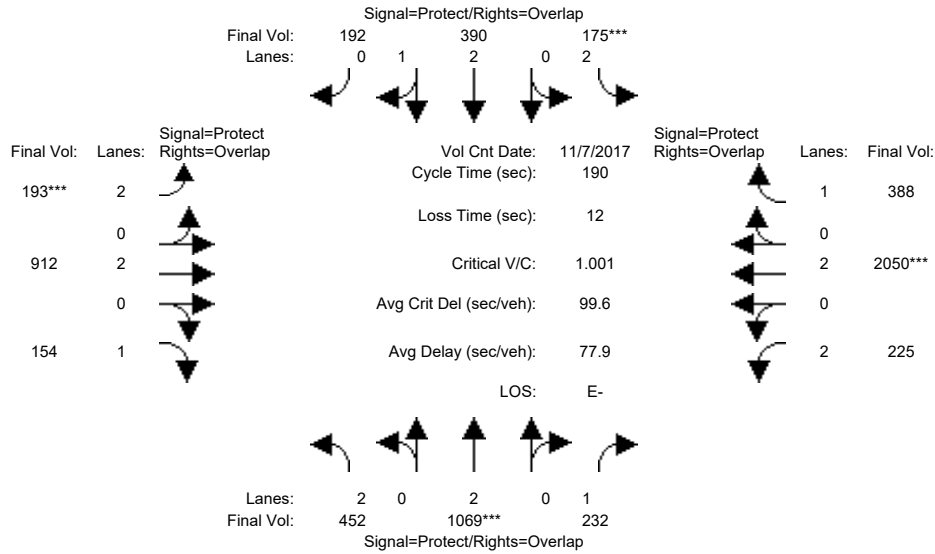 Signal=Protect/Rights=Overlap
Final Vol: 192 390 175***
Lanes: 0 1 2 0 2
Signal=Protect
Final Vol: Lanes: Rights=Overlap
Vol Cnt Date: 11/7/2017
Signal=Protect
Rights=Overlap Lanes: Final Vol:
Cycle Time (sec): 190
193*** 2
1 388
Loss Time (sec): 12
0
0
912 2
Critical V/C: 1.001
2 2050***
0
Avg Crit Del (sec/veh): 99.6
0
154 1
Avg Delay (sec/veh): 77.9
2 225
LOS: E-
Lanes: 2 0 2 0 1
Final Vol: 452 1069*** 232
Signal=Protect/Rights=Overlap